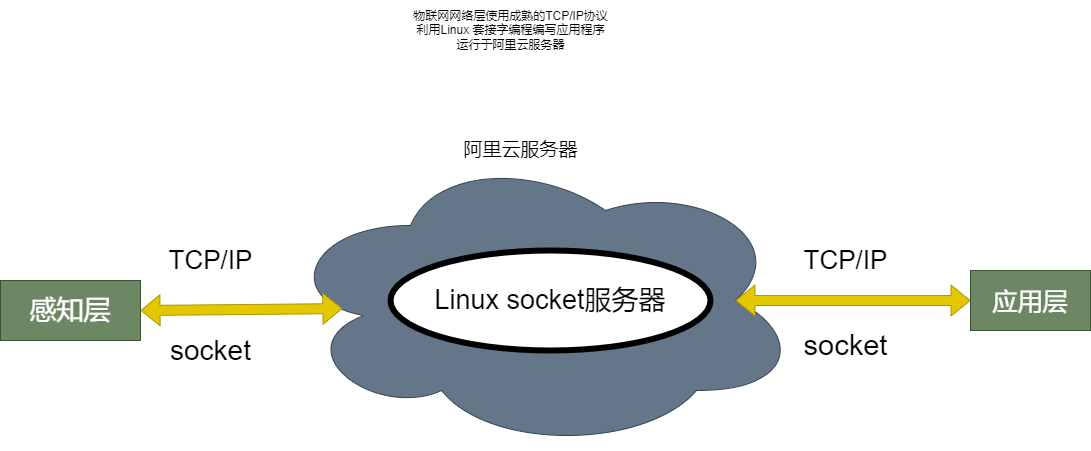 物联网网络层使用成熟的TCP/IP协议
利用Linux 套接字编程编写应用程序
运行于阿里云服务器
阿里云服务器
TCP/IP
TCP/IP
感知层
Linux socket服务器
应用层
socket
socket